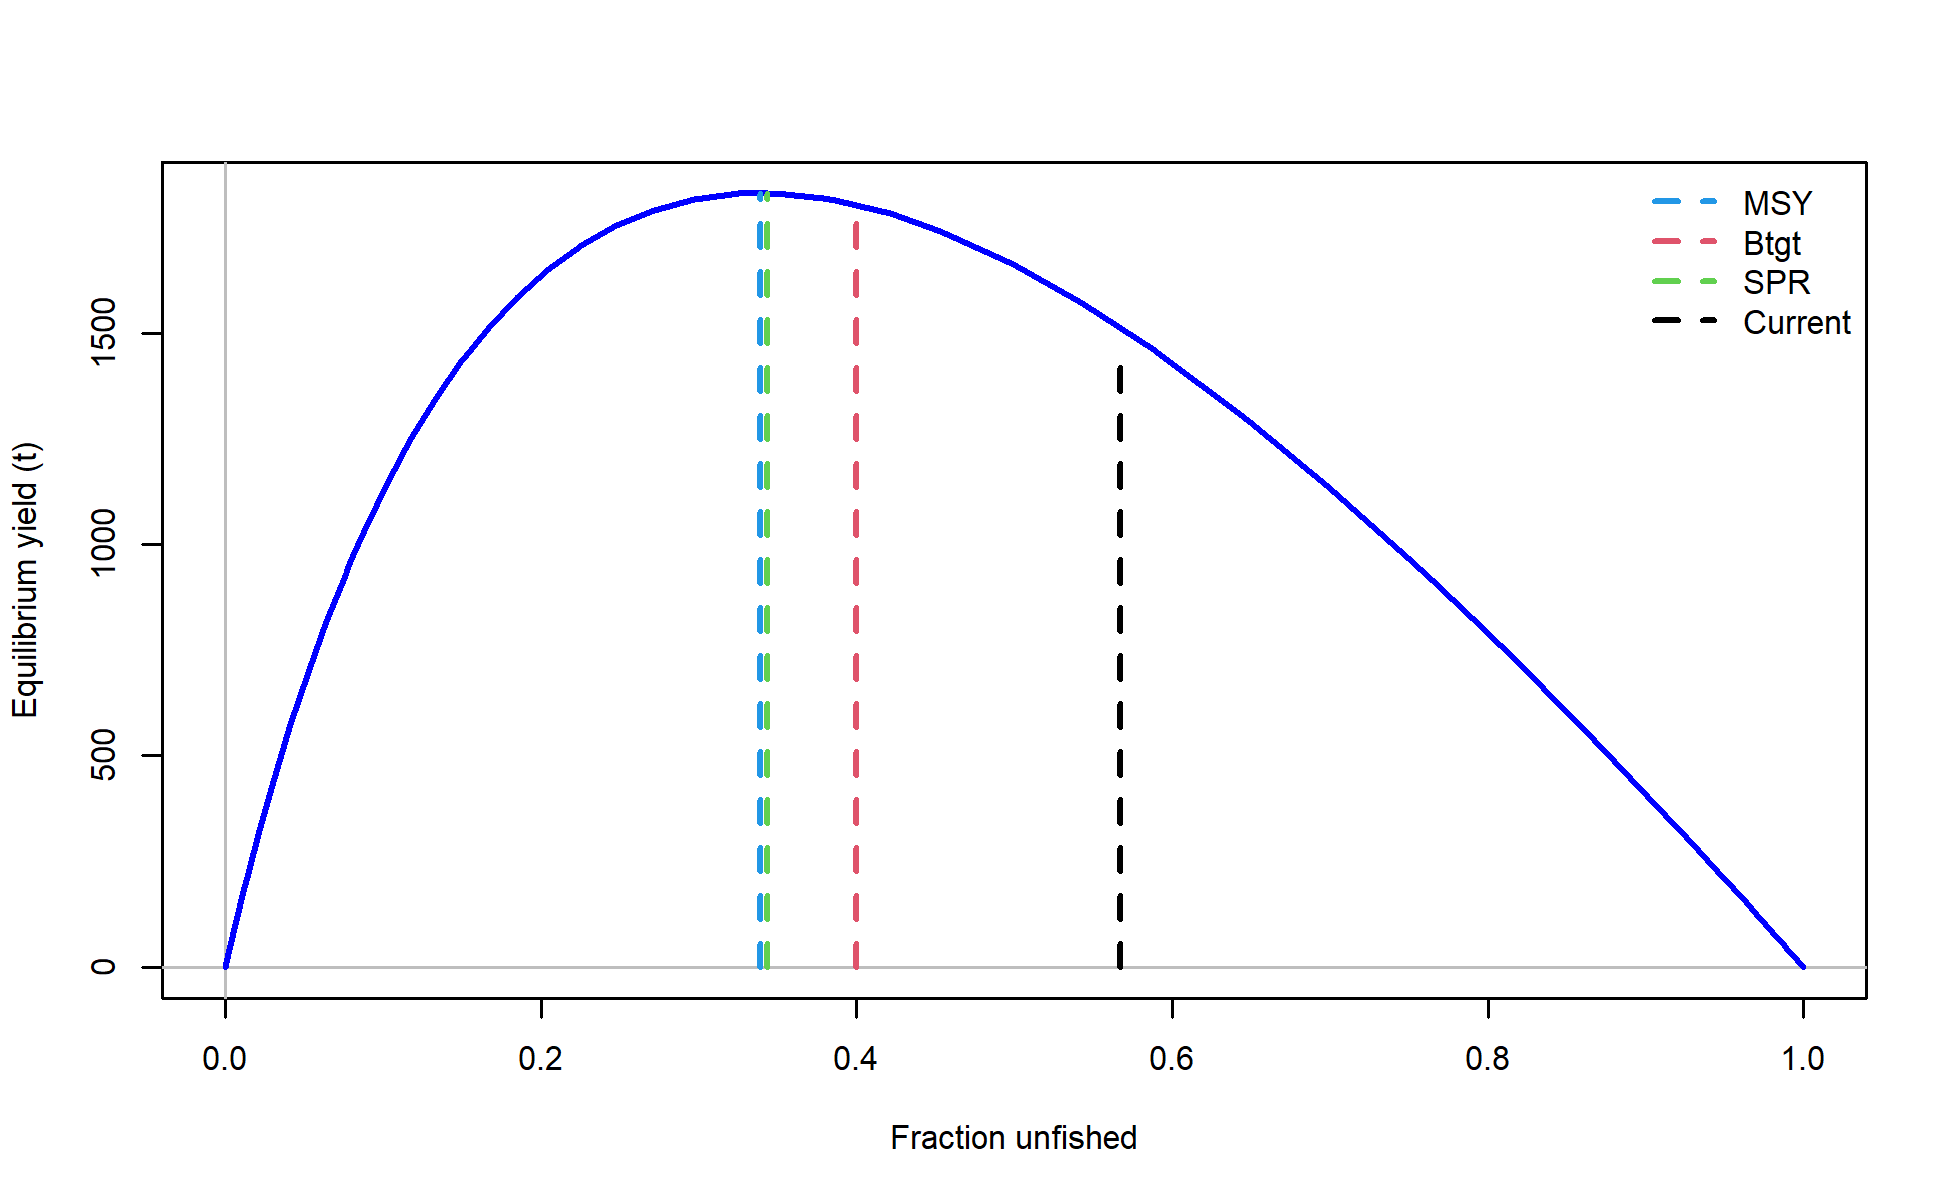 MSY
Btgt
SPR
Current
Equilibrium yield (t)
1500
1000
500
0
0.0 0.2 0.4 0.6 0.8 1.0
Fraction unfished